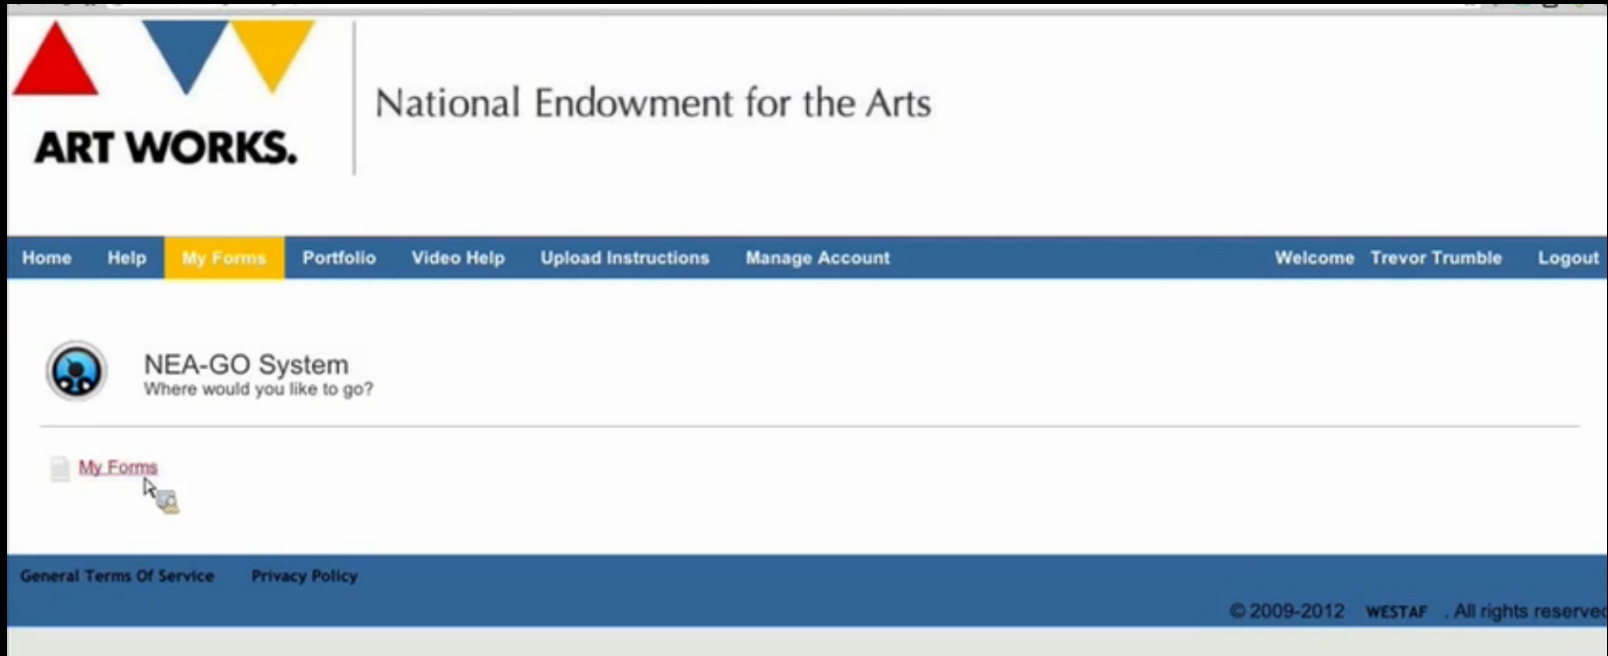 National Endowment for the Arts
ART WORKS.
Home Help My Forms Portfolio Video Help Upload Instructions Manage Account Welcome Trevor Trumble Logout
NEA-GO System
Where would you like to go?
My Forms
General Terms Of Service Privacy Policy
© 2009-2012 WESTAF . All rights reserved